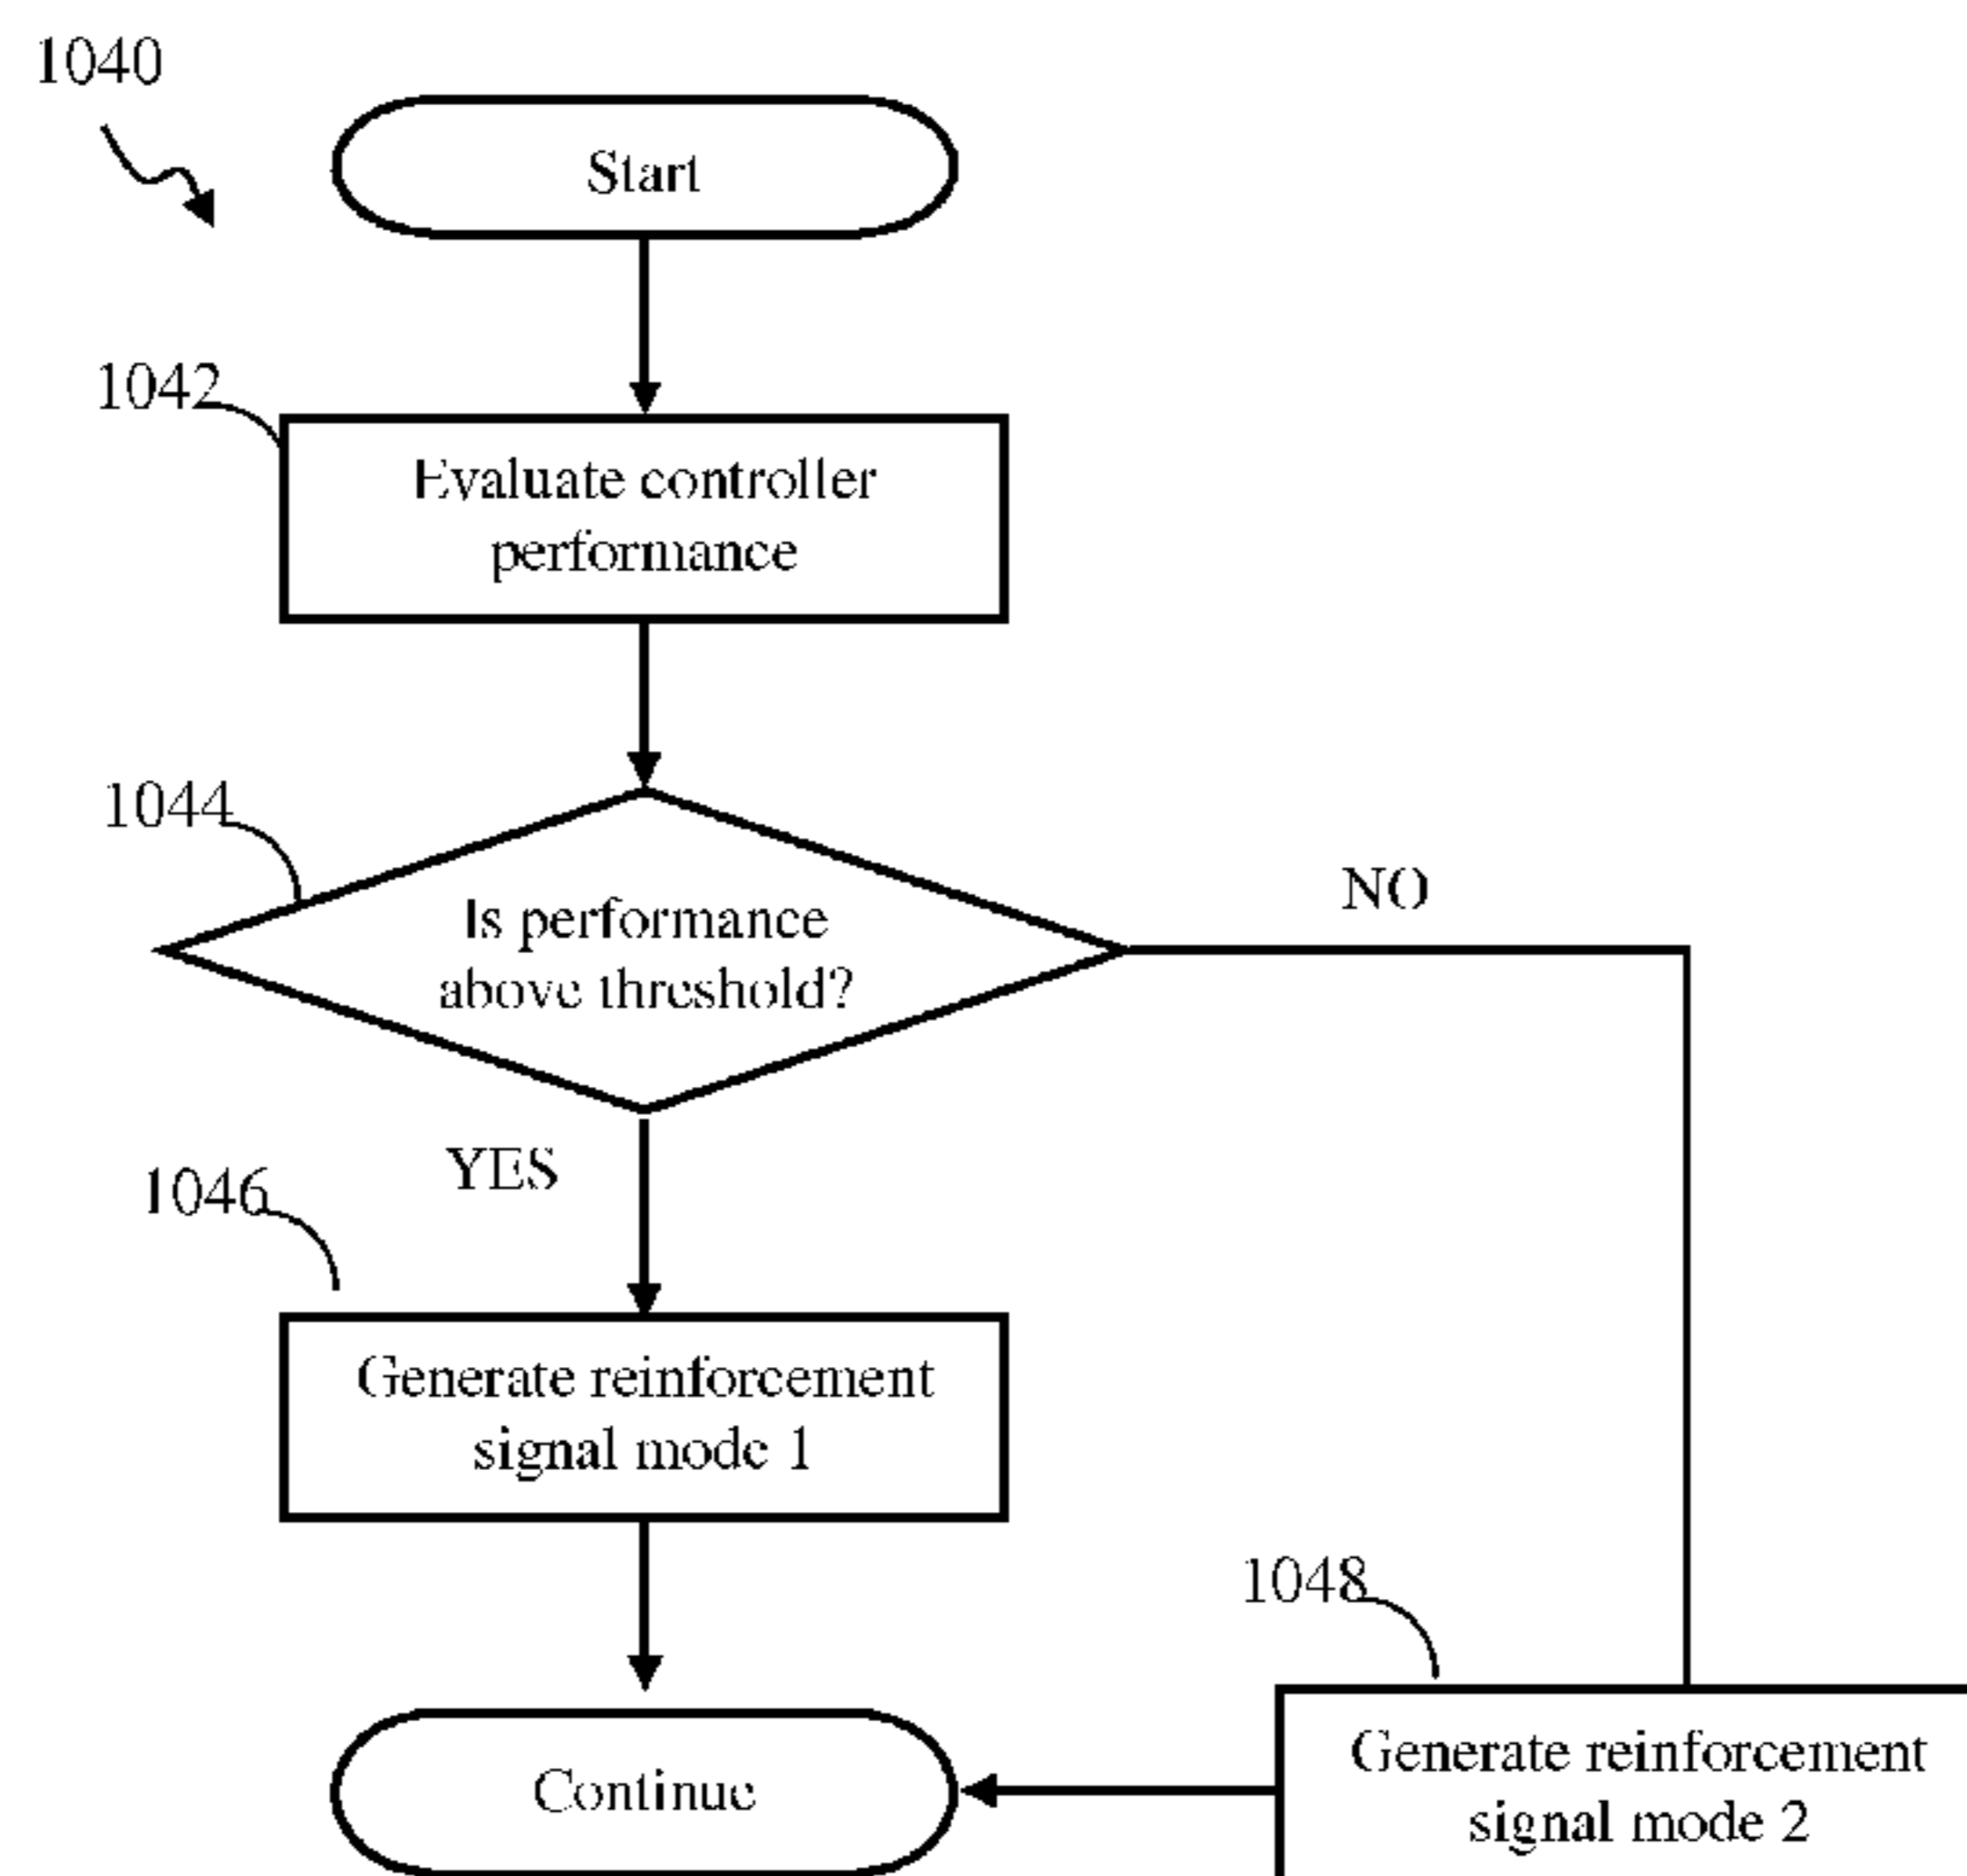 1040
Start
1042
Evaluate controller
performance
1044
Is performance
above threshold?
NO
YES
1046
Generate reinforcement
signal mode 1
1048
Generate reinforcement
signal mode 2
Continue